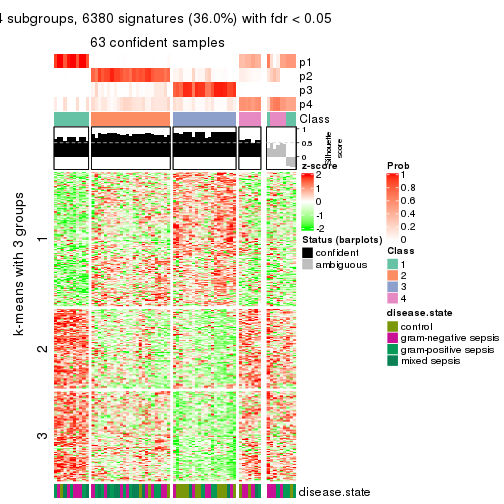 4 subgroups, 6380 signatures (36.0%) with fdr < 0.05
63 confident samples
p1
p2
p3
p4
Class
1
0.5
0
Silhouette
score
k-means with 3 groups
1
2
3
z-score
2
1
0
-1
-2
Status (barplots)
confident
ambiguous
Prob
1
0.8
0.6
0.4
0.2
0
Class
1
2
3
4
disease.state
control
gram-negative sepsis
gram-positive sepsis
mixed sepsis
disease.state